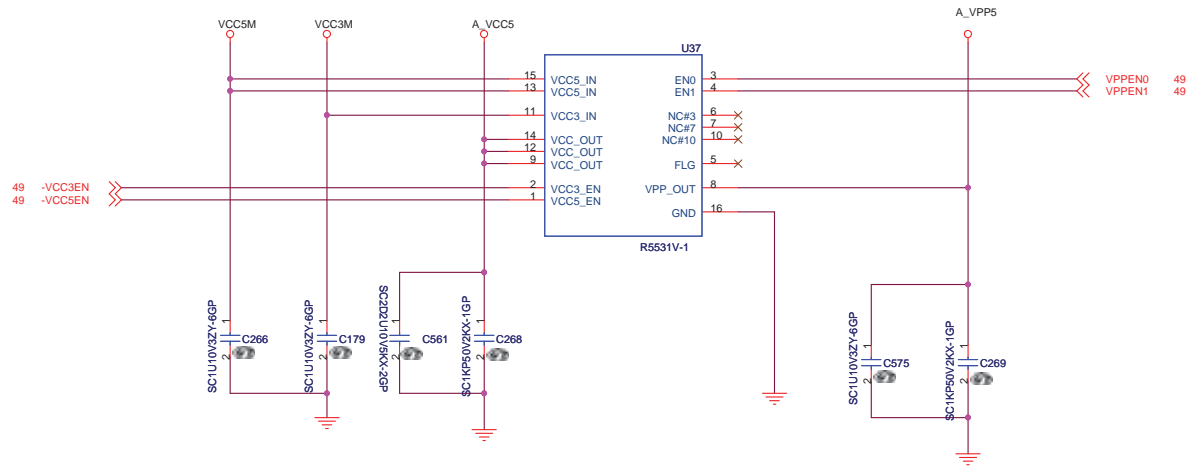 VCC5M
VCC3M
A_VCC5
A_VPP5
U37
15 VCC5_IN
13 VCC5_IN
11 VCC3_IN
14 VCC_OUT
12 VCC_OUT
9 VCC_OUT
2 VCC3_EN
1 VCC5_EN
EN0 3
EN1 4
NC#3 6
NC#7 7
NC#10 10
FLG 5
VPP_OUT 8
GND 16
R5531V-1
VPPEN0 49
VPPEN1 49
49 -VCC3EN
49 -VCC5EN
SC1U10V3ZY-6GP
1
2
C266
SC1U10V3ZY-6GP
1
2
C179
SC2D2U10V5KX-2GP
1
2
C561
SC1KP50V2KX-1GP
1
2
C268
SC1U10V3ZY-6GP
1
2
C575
SC1KP50V2KX-1GP
1
2
C269